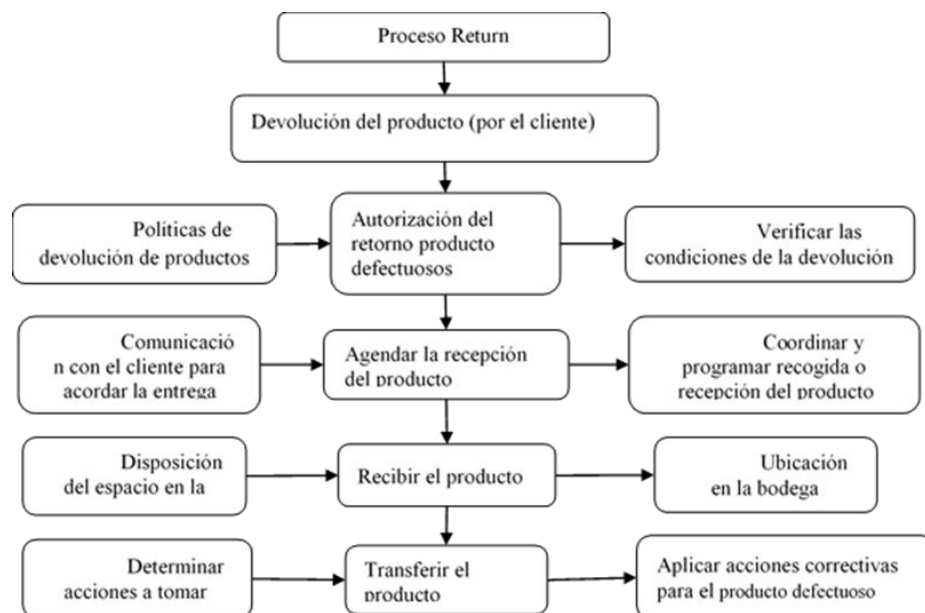 Proceso Return
Devolución del producto (por el cliente)
Políticas de
devolución de productos
Autorización del
retorno producto
defectuosos
Verificar las
condiciones de la devolución
Comunicació
n con el cliente para
acordar la entrega
Agendar la recepción
del producto
Coordinar y
programar recogida o
recepción del producto
Disposición
del espacio en la
Recibir el producto
Ubicación
en la bodega
Determinar
acciones a tomar
Transferir el
producto
Aplicar acciones correctivas
para el producto defectuoso